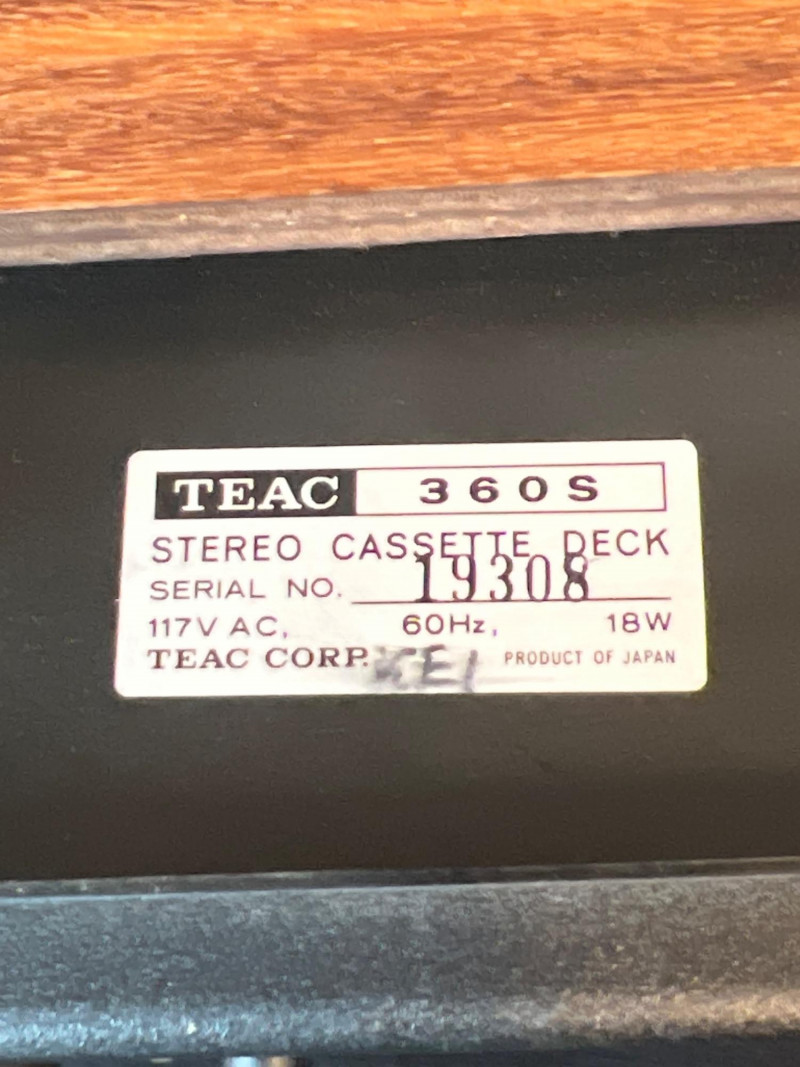 TEAC 360S
STEREO CASSETTE DECK
SERIAL NO. 19308
117V AC, 60Hz, 18W
TEAC CORP. PRODUCT OF JAPAN